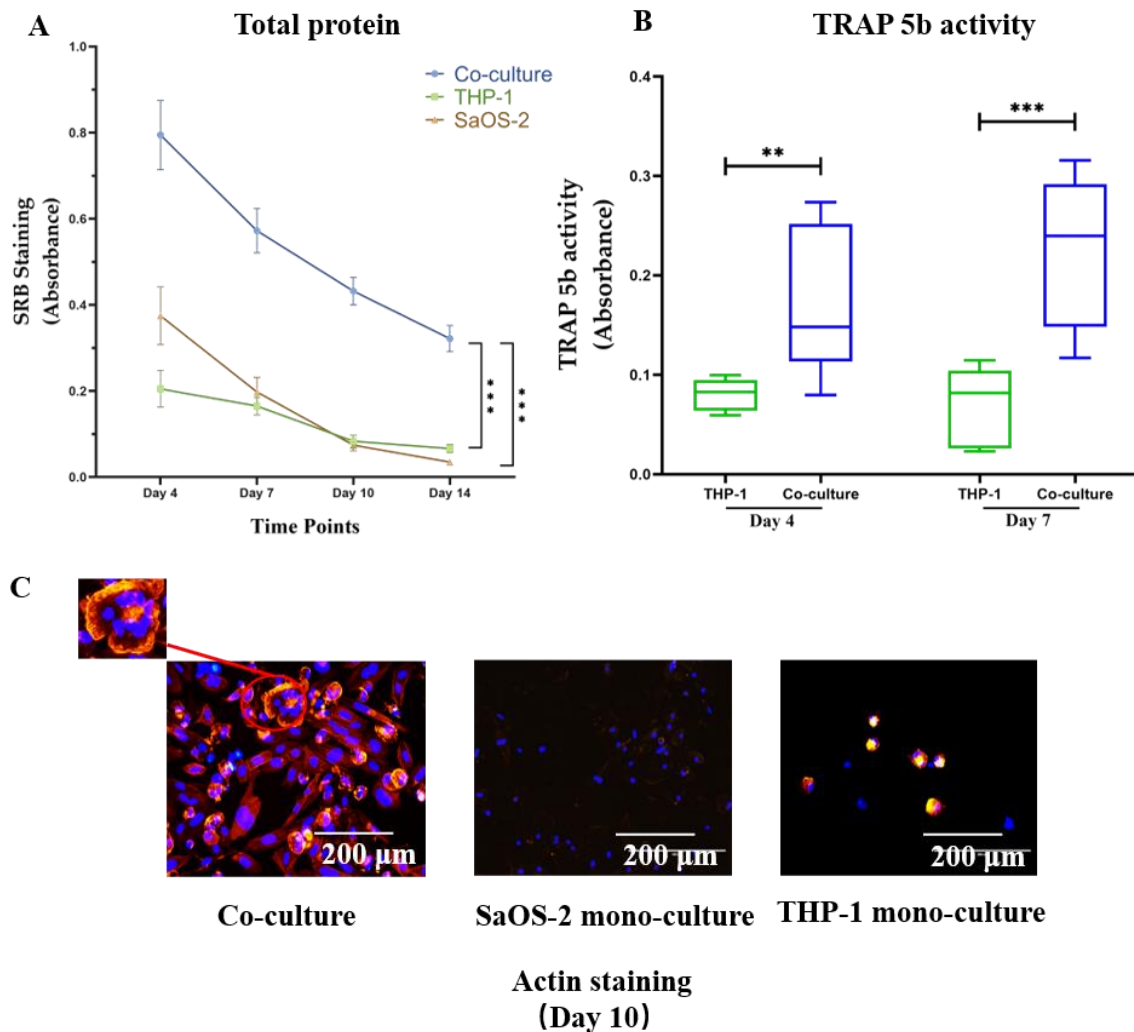 A
Total protein
1.0
0.8
0.6
0.4
0.2
0.0
SRB Staining
(Absorbance)
Co-culture
THP-1
SaOS-2
***
***
Day 4
Day 7
Day 10
Day 14
Time Points
B
TRAP 5b activity
0.4
0.3
0.2
0.1
0.0
TRAP 5b activity
(Absorbance)
**
***
THP-1
Co-culture
THP-1
Co-culture
Day 4
Day 7
C
200 µm
200 µm
200 µm
Co-culture
SaOS-2 mono-culture
THP-1 mono-culture
Actin staining
(Day 10)